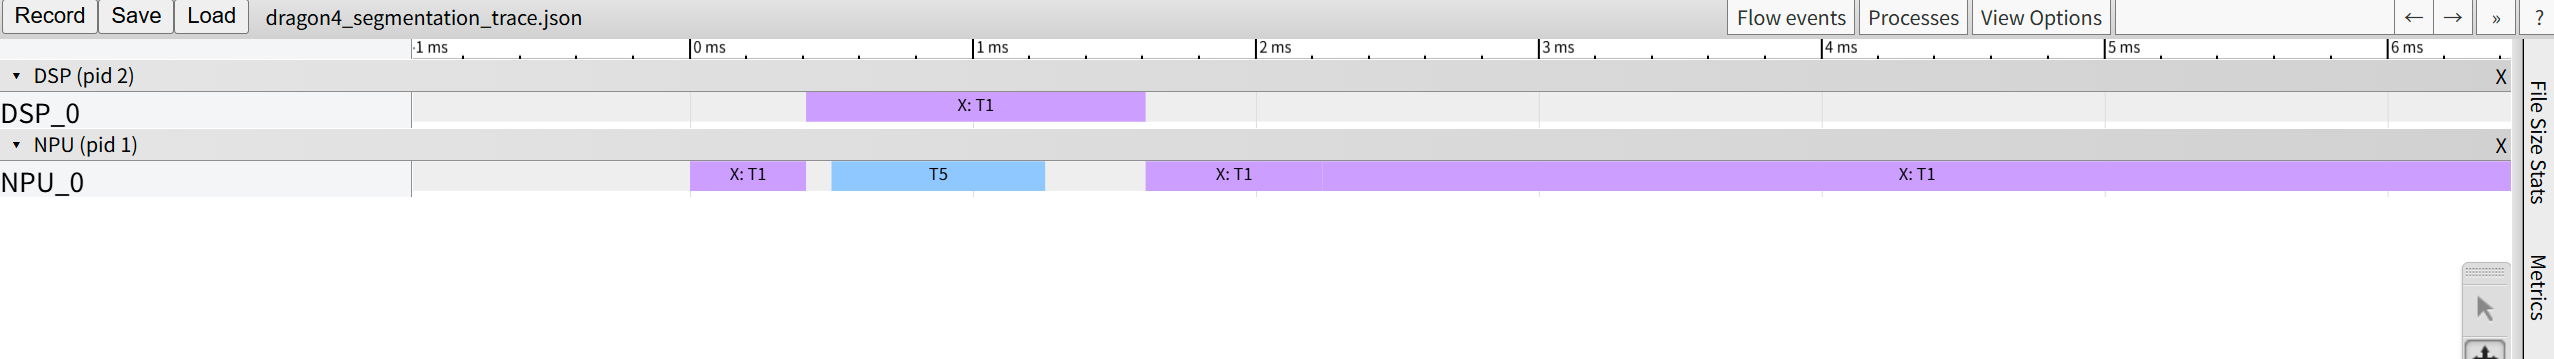 Record Save Load dragon4_segmentation_trace.json Flow events Processes View Options ← → » ?
-1 ms 0 ms 1 ms 2 ms 3 ms 4 ms 5 ms 6 ms
▼ DSP (pid 2) X
DSP_0 X: T1
▼ NPU (pid 1) X
NPU_0 X: T1 T5 X: T1 X: T1
File Size Stats
Metrics